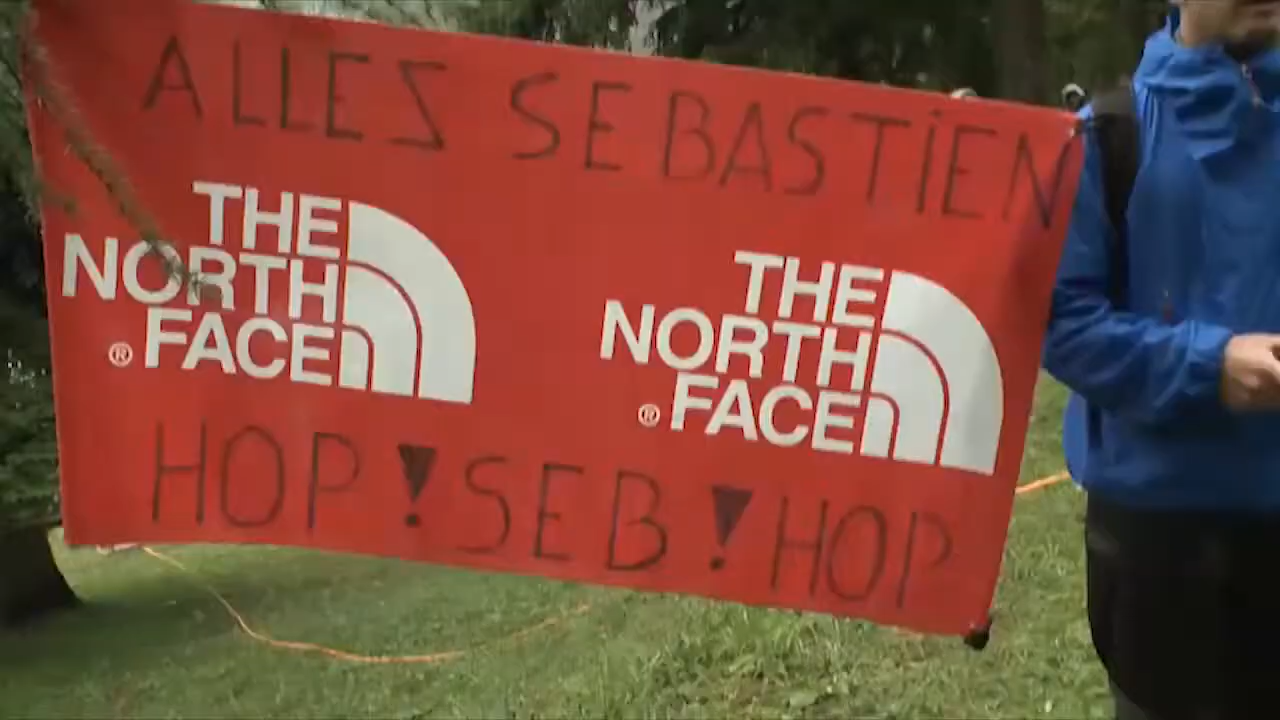 ALLEZ SEBASTIEN
THE
NORTH
FACE
®
THE
NORTH
FACE
®
HOP ! SEB ! HOP